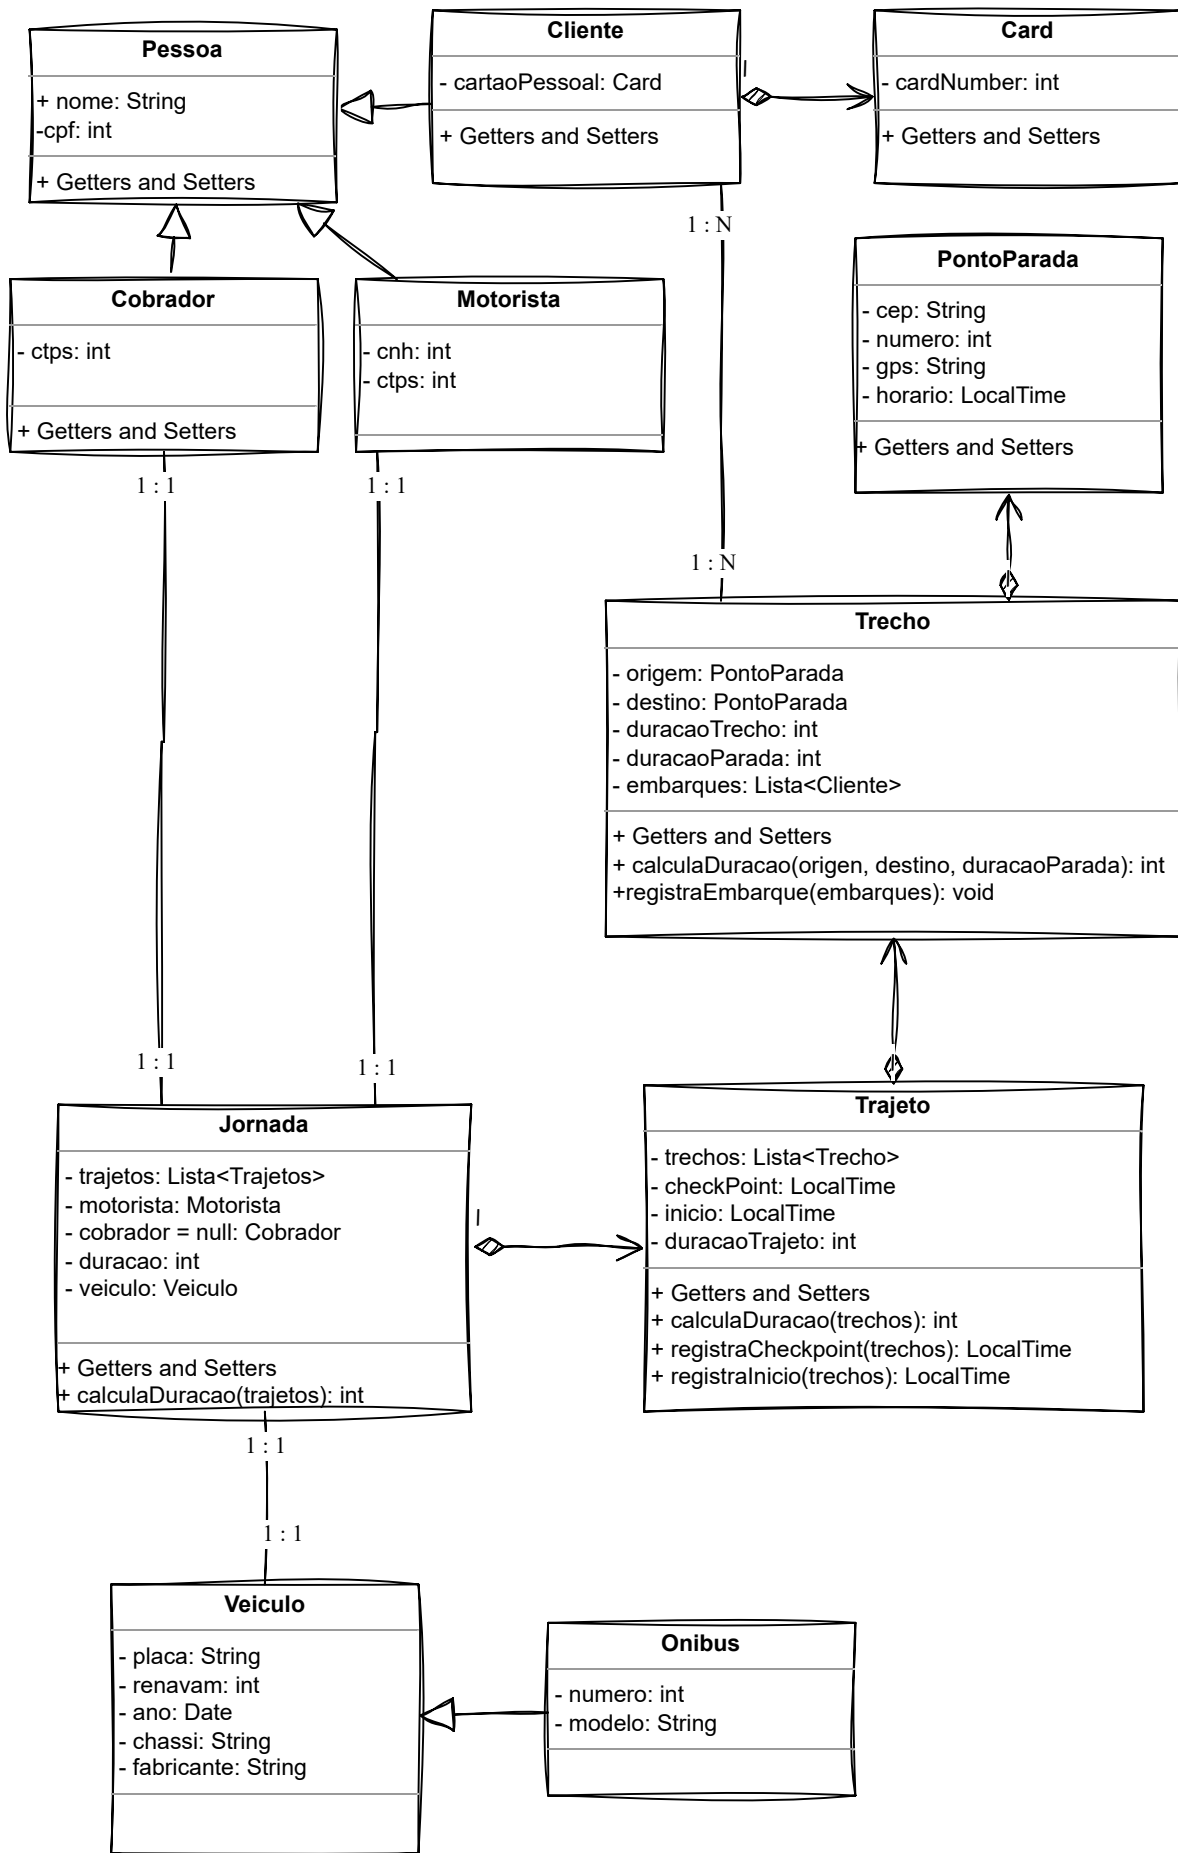 Pessoa
+ nome: String
-cpf: int
+ Getters and Setters
Cliente
- cartaoPessoal: Card
+ Getters and Setters
Card
- cardNumber: int
+ Getters and Setters
1 : N
PontoParada
- cep: String
- numero: int
- gps: String
- horario: LocalTime
+ Getters and Setters
Cobrador
- ctps: int
+ Getters and Setters
Motorista
- cnh: int
- ctps: int
1 : 1
1 : 1
1 : N
Trecho
- origem: PontoParada
- destino: PontoParada
- duracaoTrecho: int
- duracaoParada: int
- embarques: Lista<Cliente>
+ Getters and Setters
+ calculaDuracao(origen, destino, duracaoParada): int
+registraEmbarque(embarques): void
1 : 1
1 : 1
Jornada
- trajetos: Lista<Trajetos>
- motorista: Motorista
- cobrador = null: Cobrador
- duracao: int
- veiculo: Veiculo
+ Getters and Setters
+ calculaDuracao(trajetos): int
Trajeto
- trechos: Lista<Trecho>
- checkPoint: LocalTime
- inicio: LocalTime
- duracaoTrajeto: int
+ Getters and Setters
+ calculaDuracao(trechos): int
+ registraCheckpoint(trechos): LocalTime
+ registraInicio(trechos): LocalTime
1 : 1
1 : 1
Veiculo
- placa: String
- renavam: int
- ano: Date
- chassi: String
- fabricante: String
Onibus
- numero: int
- modelo: String